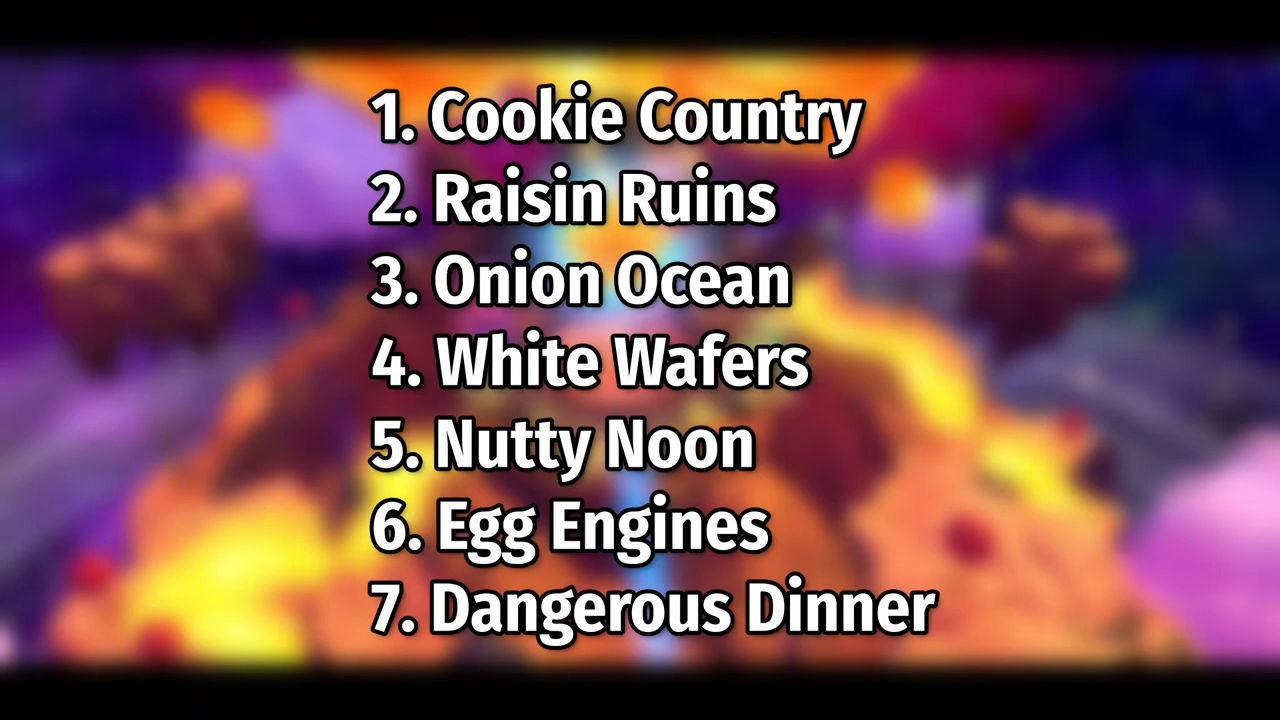 1. Cookie Country
2. Raisin Ruins
3. Onion Ocean
4. White Wafers
5. Nutty Noon
6. Egg Engines
7. Dangerous Dinner